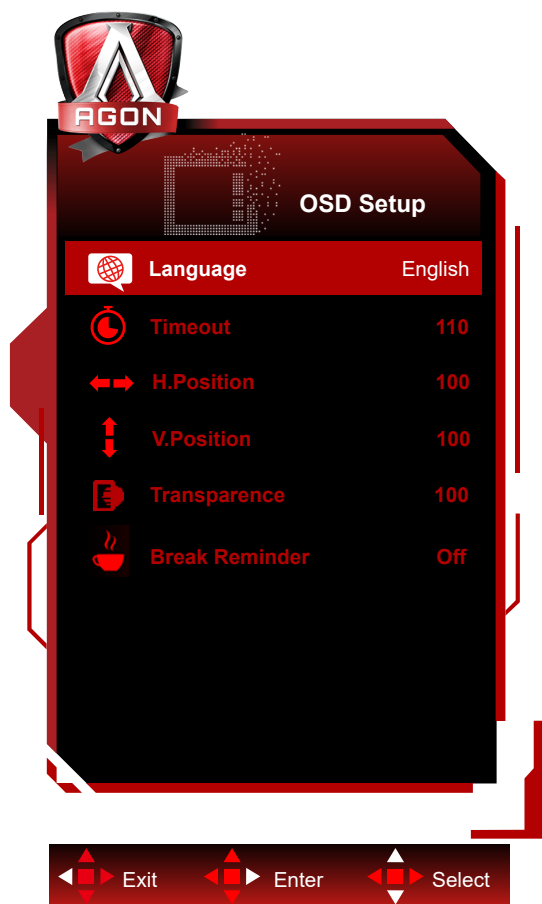 AGON
OSD Setup
Language English
Timeout 110
H.Position 100
V.Position 100
Transparence 100
Break Reminder Off
Exit Enter Select